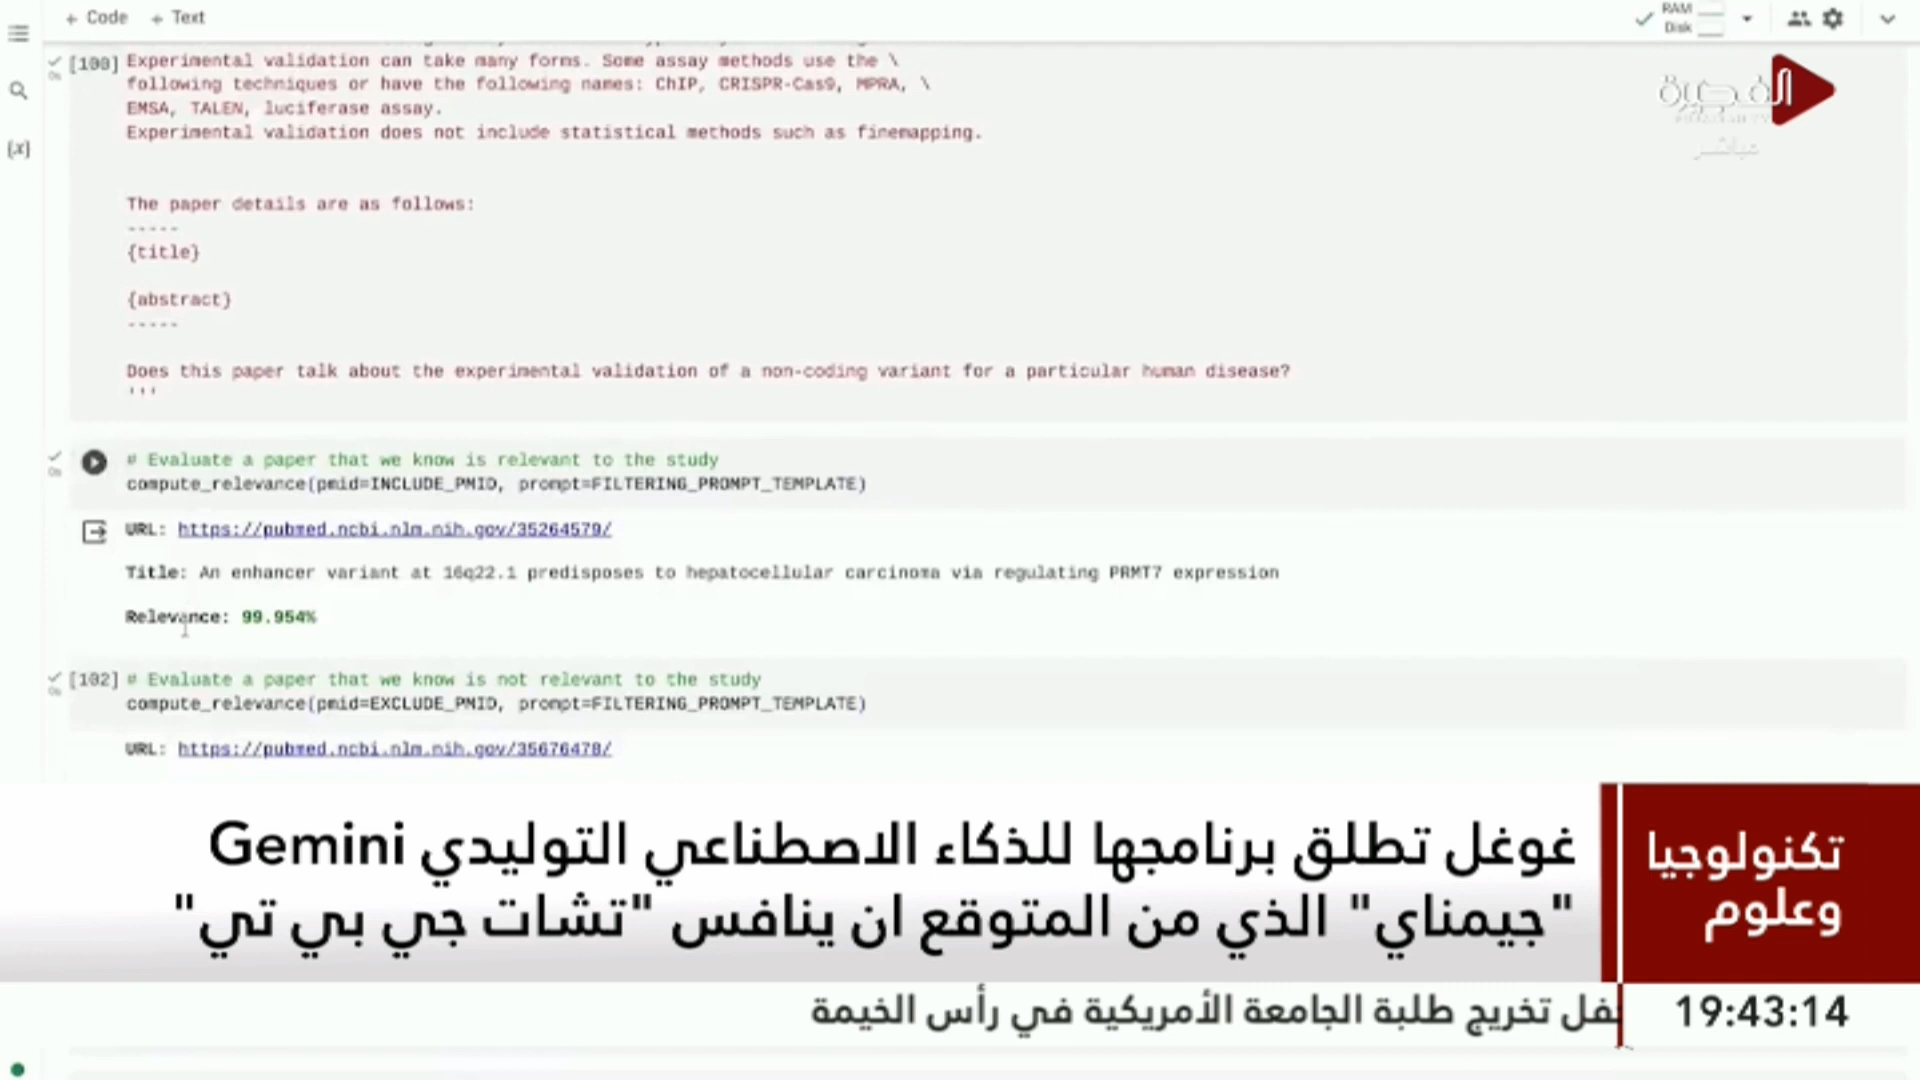 + Code + Text
RAM
Disk
[100] Experimental validation can take many forms. Some assay methods use the \
following techniques or have the following names: ChIP, CRISPR-Cas9, MPRA, \
EMSA, TALEN, luciferase assay.
Experimental validation does not include statistical methods such as finemapping.
The paper details are as follows:
-----
{title}
{abstract}
-----
Does this paper talk about the experimental validation of a non-coding variant for a particular human disease?
'''
# Evaluate a paper that we know is relevant to the study
compute_relevance(pmid=INCLUDE_PMID, prompt=FILTERING_PROMPT_TEMPLATE)
URL: https://pubmed.ncbi.nlm.nih.gov/35264579/
Title: An enhancer variant at 16q22.1 predisposes to hepatocellular carcinoma via regulating PRMT7 expression
Relevance: 99.954%
[102] # Evaluate a paper that we know is not relevant to the study
compute_relevance(pmid=EXCLUDE_PMID, prompt=FILTERING_PROMPT_TEMPLATE)
URL: https://pubmed.ncbi.nlm.nih.gov/35676478/
{x}
الفجيرة
مباشر
تكنولوجيا
وعلوم
غوغل تطلق برنامجها للذكاء الاصطناعي التوليدي Gemini
"جيمناي" الذي من المتوقع ان ينافس "تشات جي بي تي"
تخريج طلبة الجامعة الأمريكية في رأس الخيمة
19:43:14